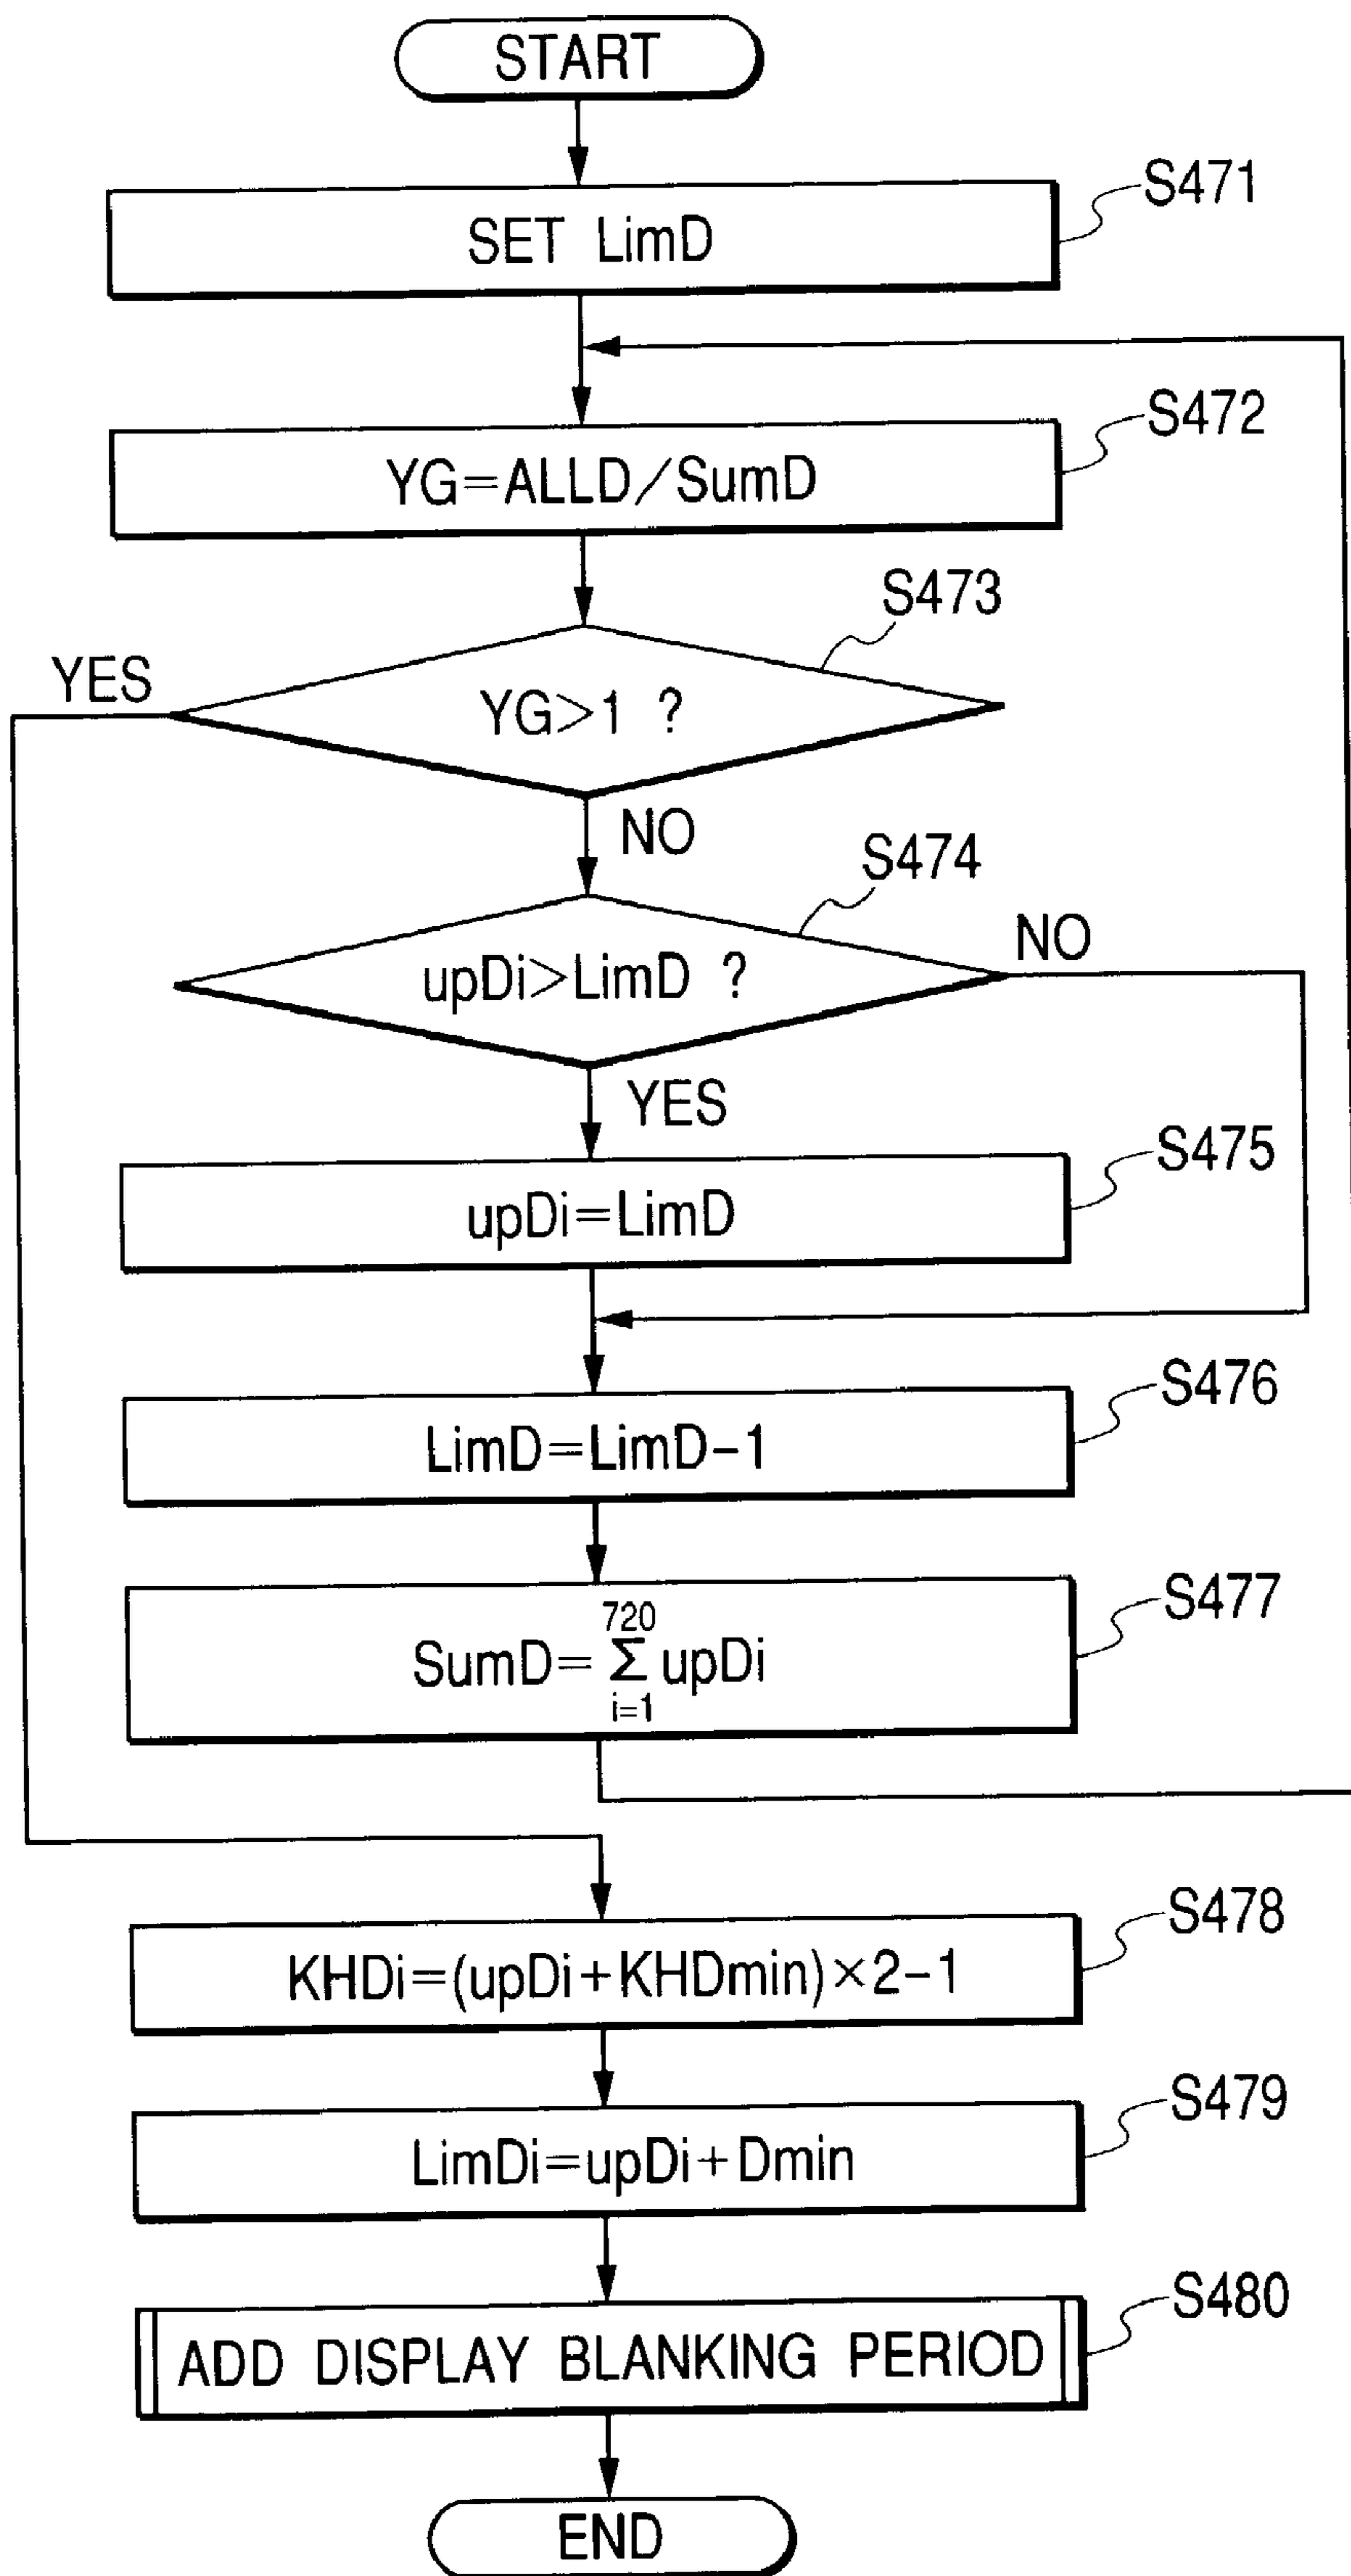 START
S471
SET LimD
S472
YG=ALLD/SumD
S473
YES
YG>1 ?
NO
S474
NO
upDi>LimD ?
YES
S475
upDi=LimD
S476
LimD=LimD-1
S477
720
SumD=Σ upDi
i=1
S478
KHDi=(upDi+KHDmin)×2-1
S479
LimDi=upDi+Dmin
S480
ADD DISPLAY BLANKING PERIOD
END